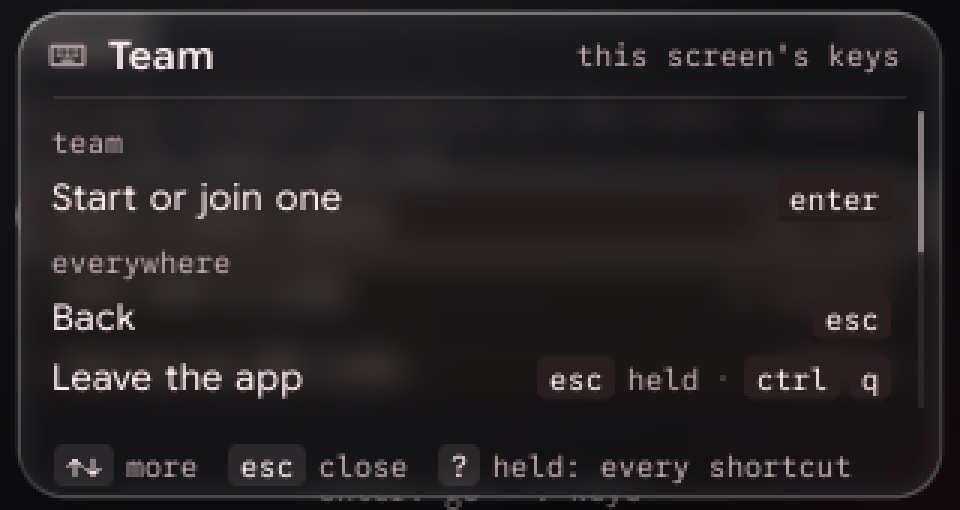 Team this screen's keys
team
Start or join one enter
everywhere
Back esc
Leave the app esc held · ctrl q
↑↓ more esc close ? held: every shortcut